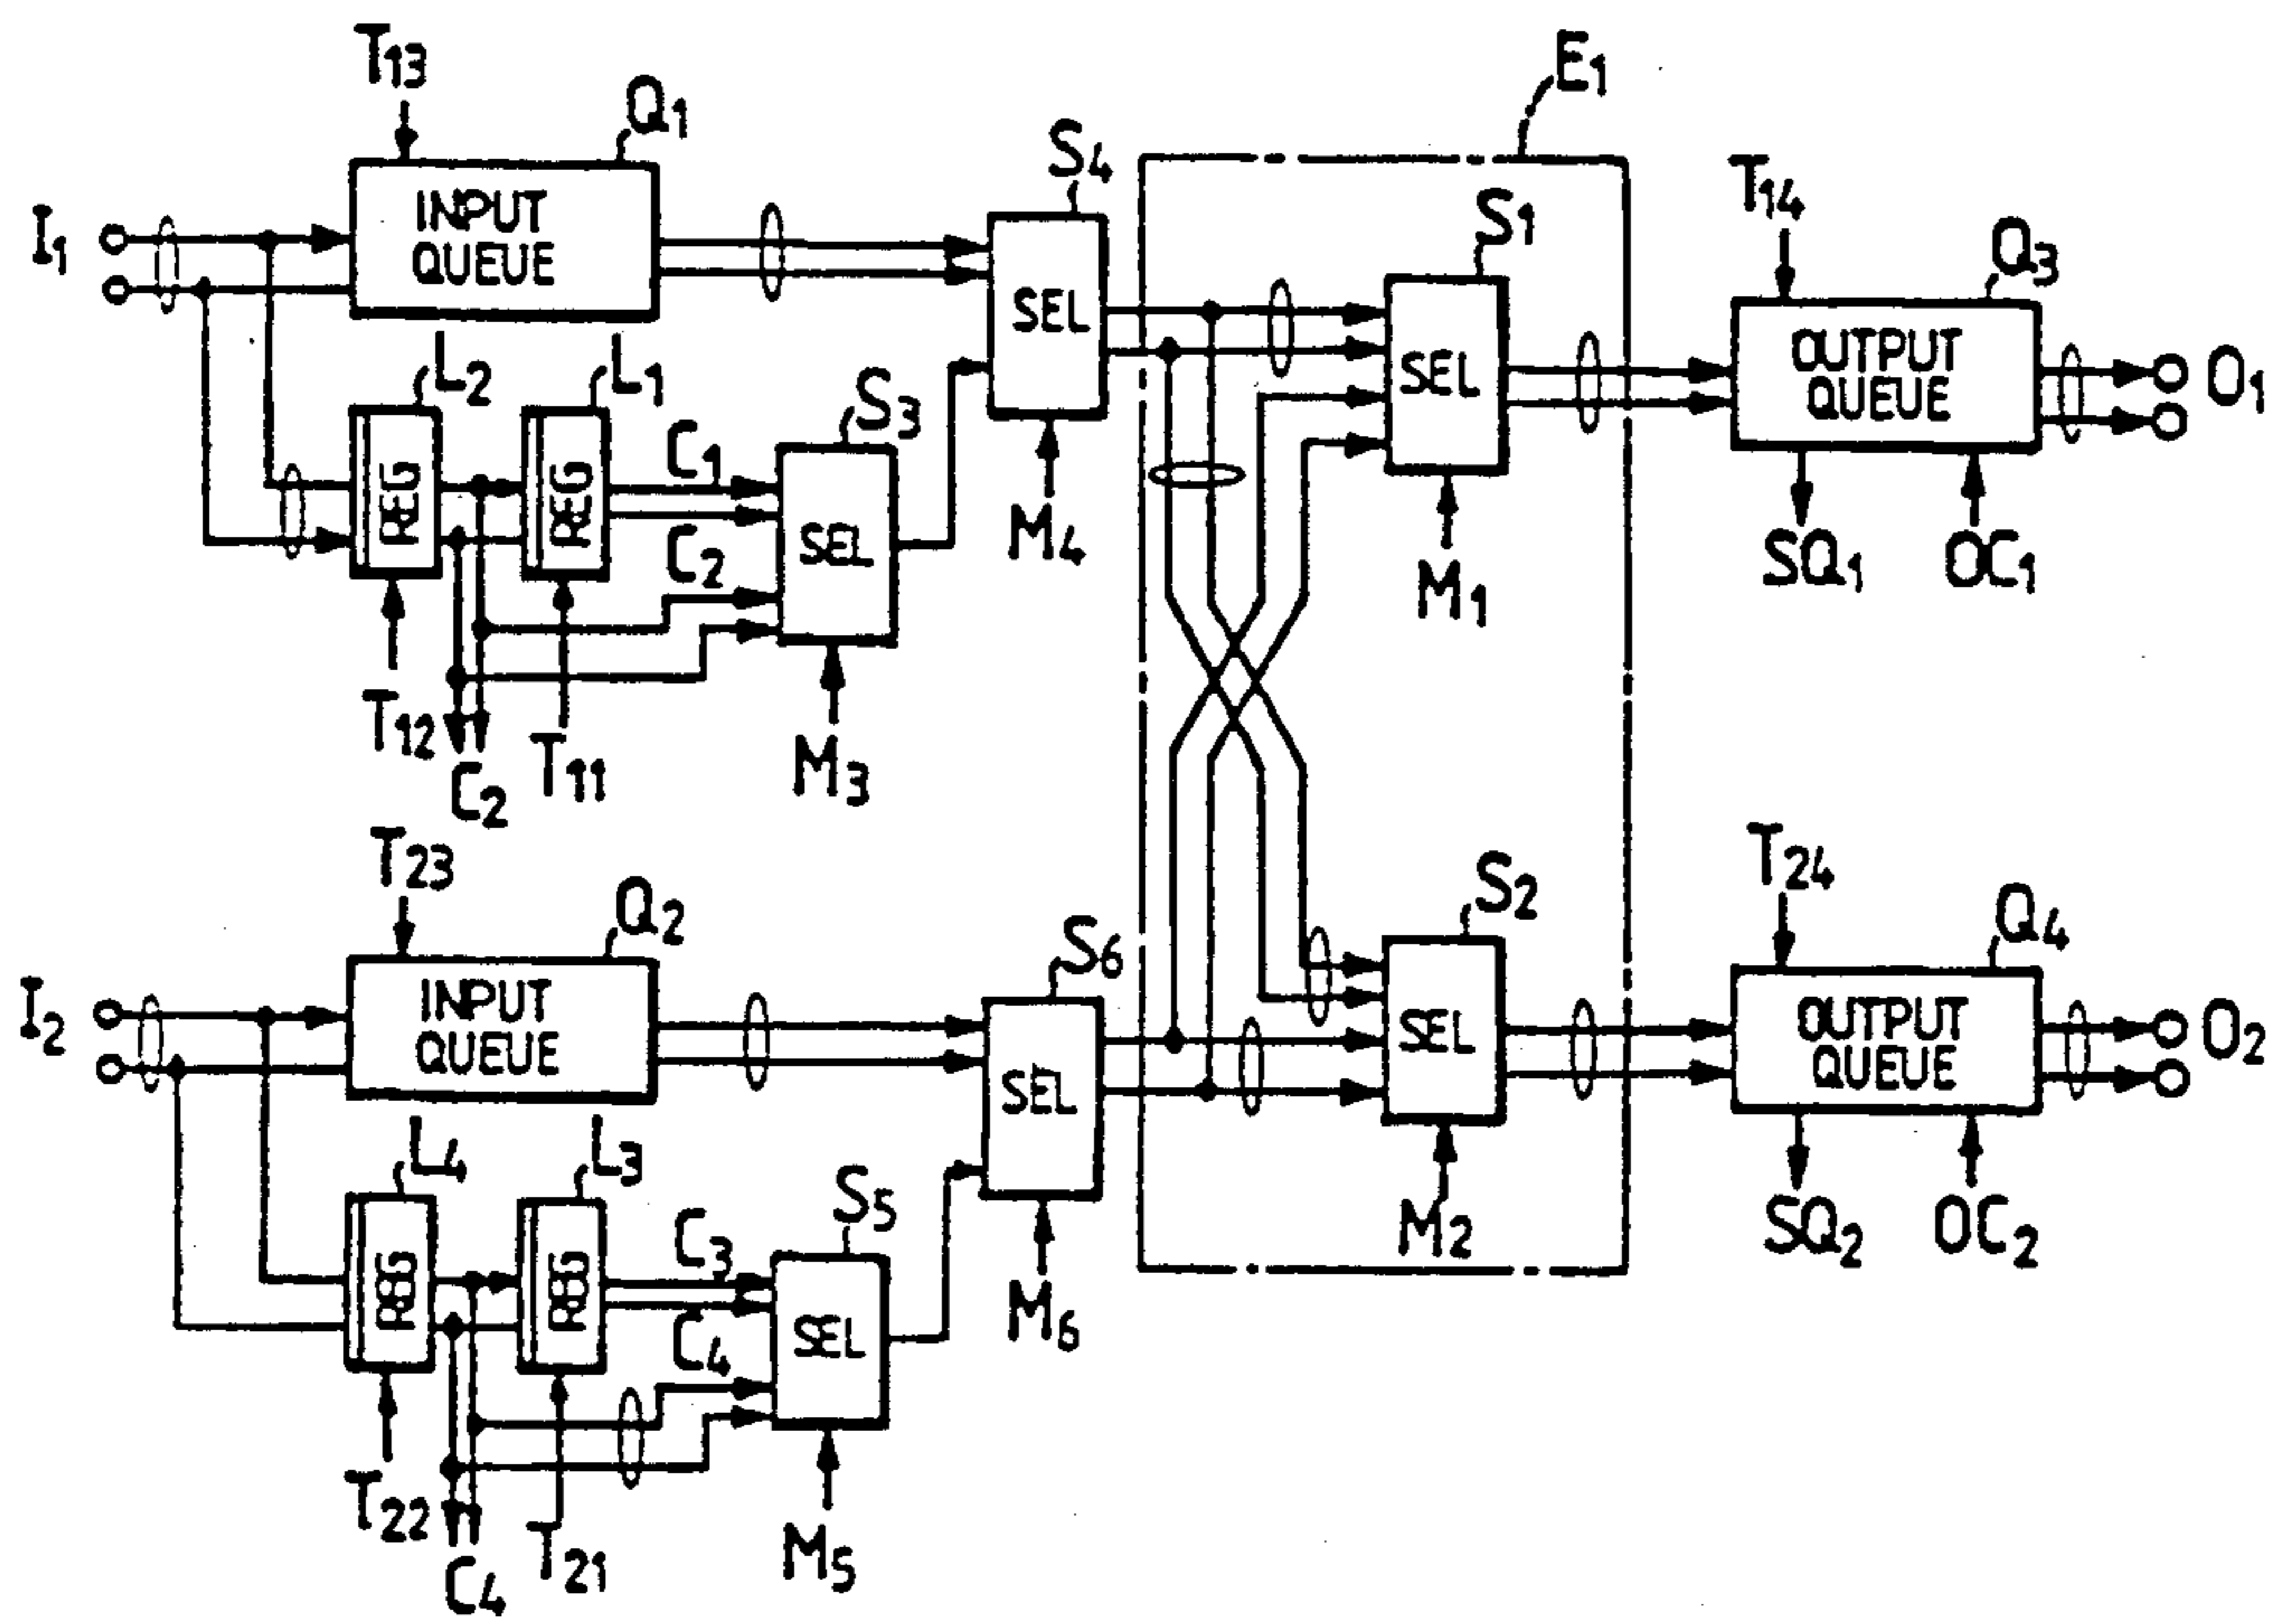 T13
Q1
E1
S4
I1
INPUT
QUEUE
S1
T14
Q3
L2
L1
SEL
SEL
OUTPUT
QUEUE
O1
S3
REG
REG
C1
C2
SEL
M4
M1
SQ1
OC1
T12
C2
T11
M3
T23
Q2
S6
S2
T24
Q4
I2
INPUT
QUEUE
SEL
SEL
OUTPUT
QUEUE
O2
L4
L3
S5
REG
REG
C3
C4
SEL
M6
M2
SQ2
OC2
T22
C4
T21
M5